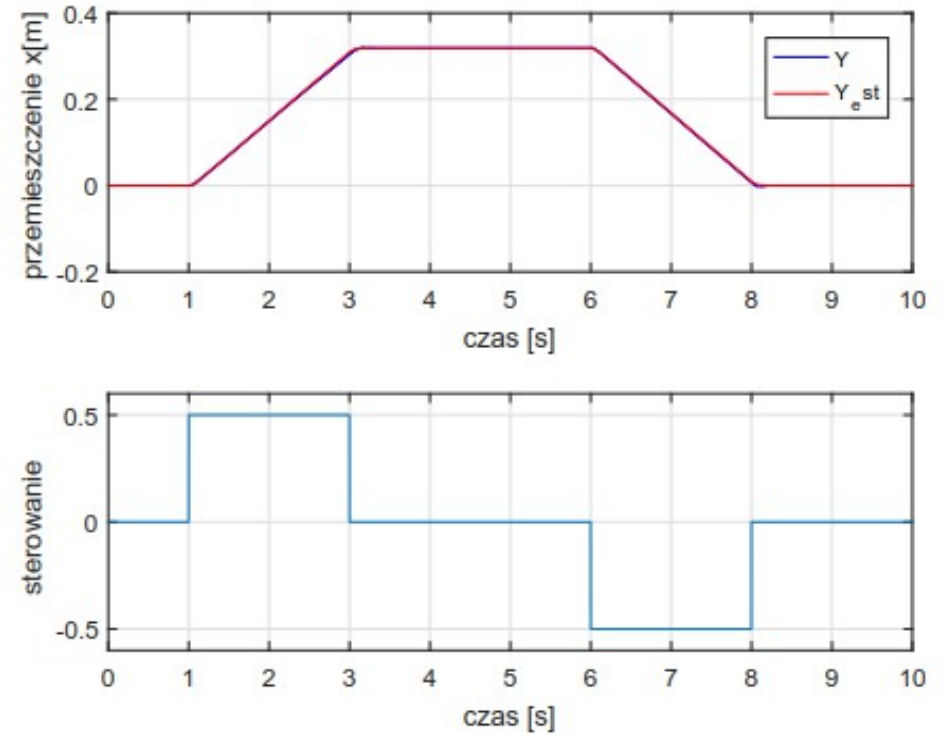 przemieszczenie x[m]
0.4
0.2
0
-0.2
Y
Y_est
0 1 2 3 4 5 6 7 8 9 10
czas [s]
sterowanie
0.5
0
-0.5
0 1 2 3 4 5 6 7 8 9 10
czas [s]